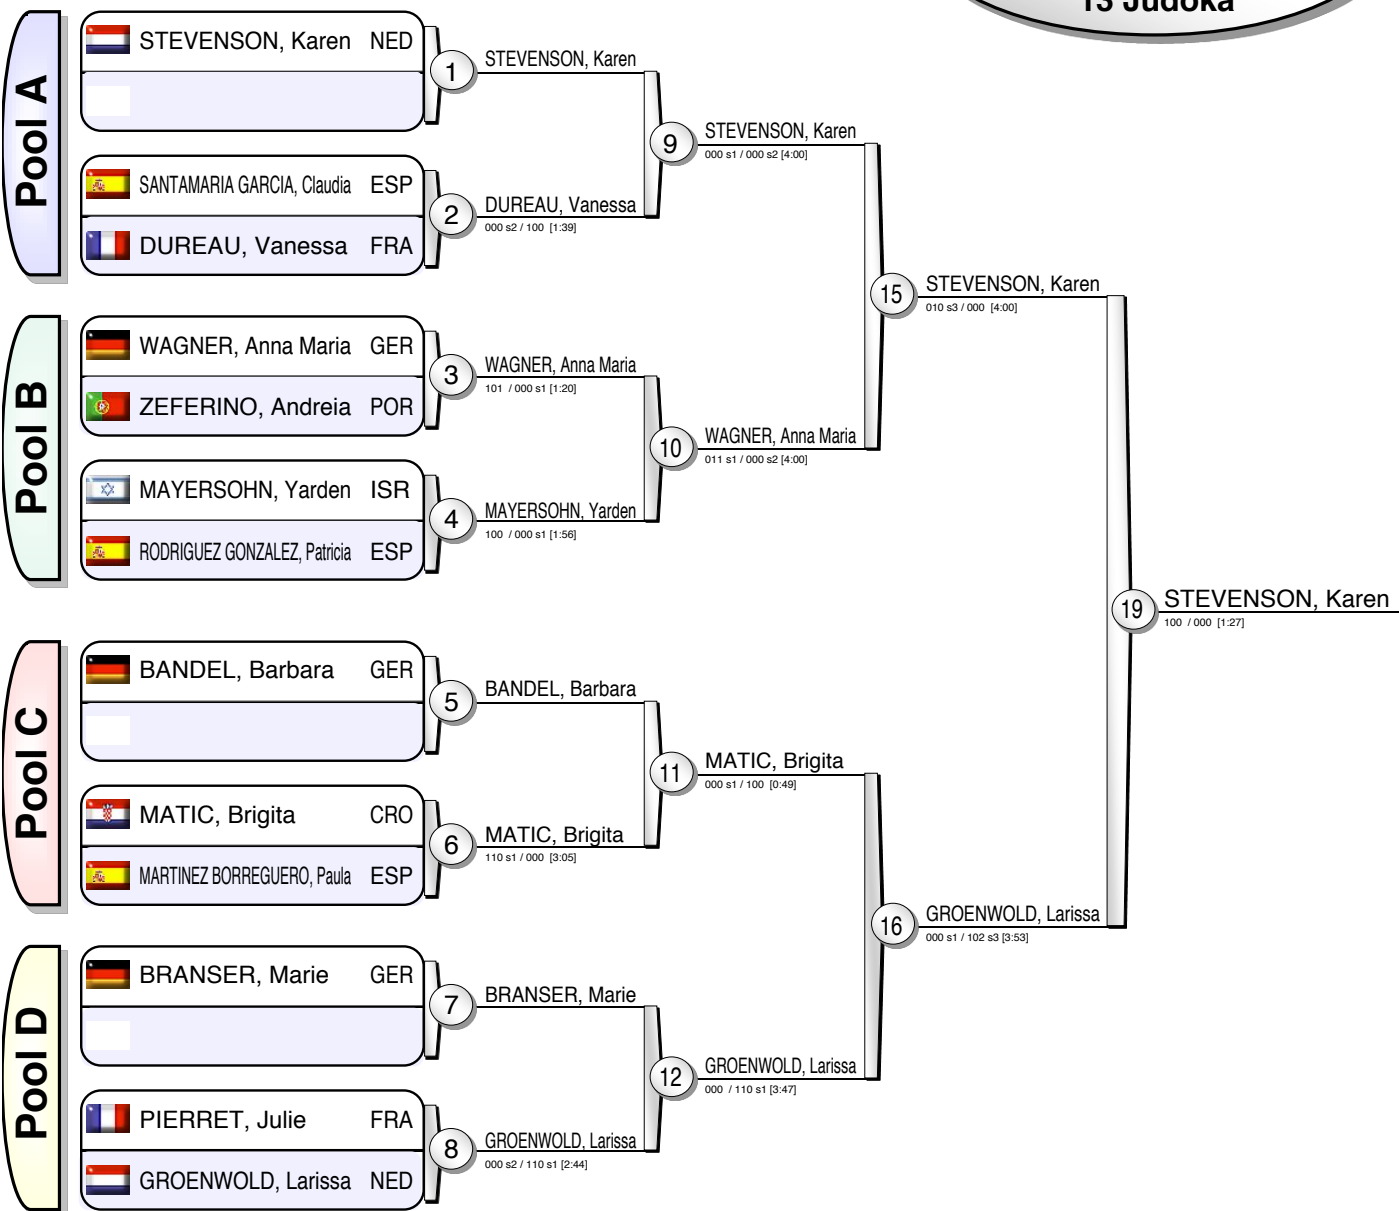 13 Judoka
Pool A
STEVENSON, Karen NED
1
STEVENSON, Karen
SANTAMARIA GARCIA, Claudia ESP
DUREAU, Vanessa FRA
2
DUREAU, Vanessa
000 s2 / 100 [1:39]
9
STEVENSON, Karen
000 s1 / 000 s2 [4:00]
Pool B
WAGNER, Anna Maria GER
ZEFERINO, Andreia POR
3
WAGNER, Anna Maria
101 / 000 s1 [1:20]
MAYERSOHN, Yarden ISR
RODRIGUEZ GONZALEZ, Patricia ESP
4
MAYERSOHN, Yarden
100 / 000 s1 [1:56]
10
WAGNER, Anna Maria
011 s1 / 000 s2 [4:00]
15
STEVENSON, Karen
010 s3 / 000 [4:00]
Pool C
BANDEL, Barbara GER
5
BANDEL, Barbara
MATIC, Brigita CRO
MARTINEZ BORREGUERO, Paula ESP
6
MATIC, Brigita
110 s1 / 000 [3:05]
11
MATIC, Brigita
000 s1 / 100 [0:49]
Pool D
BRANSER, Marie GER
7
BRANSER, Marie
PIERRET, Julie FRA
GROENWOLD, Larissa NED
8
GROENWOLD, Larissa
000 s2 / 110 s1 [2:44]
12
GROENWOLD, Larissa
000 / 110 s1 [3:47]
16
GROENWOLD, Larissa
000 s1 / 102 s3 [3:53]
19
STEVENSON, Karen
100 / 000 [1:27]